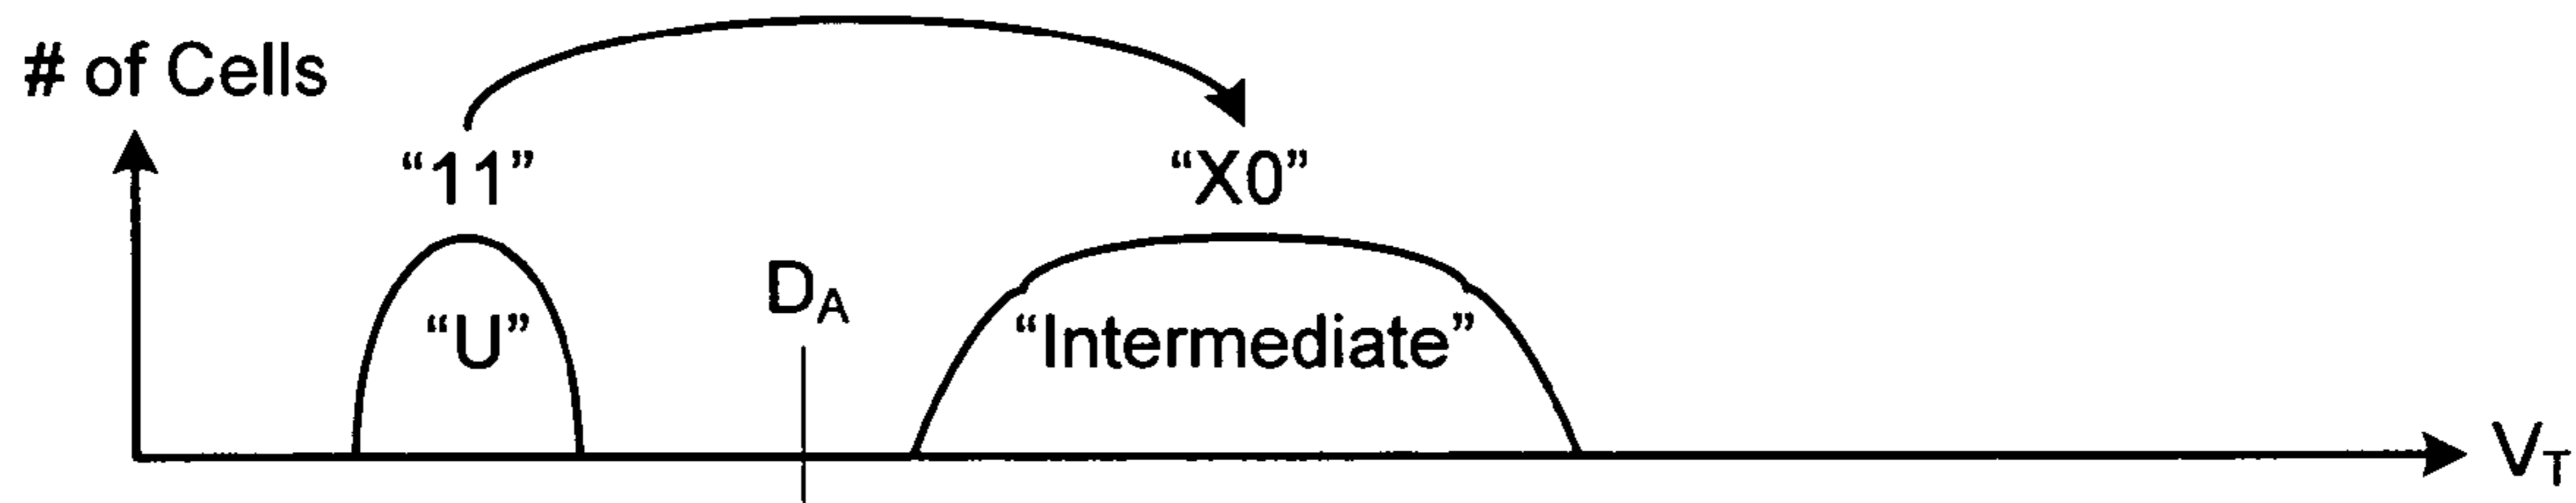 # of Cells
“11”
“X0”
“U”
D_A
“Intermediate”
V_T